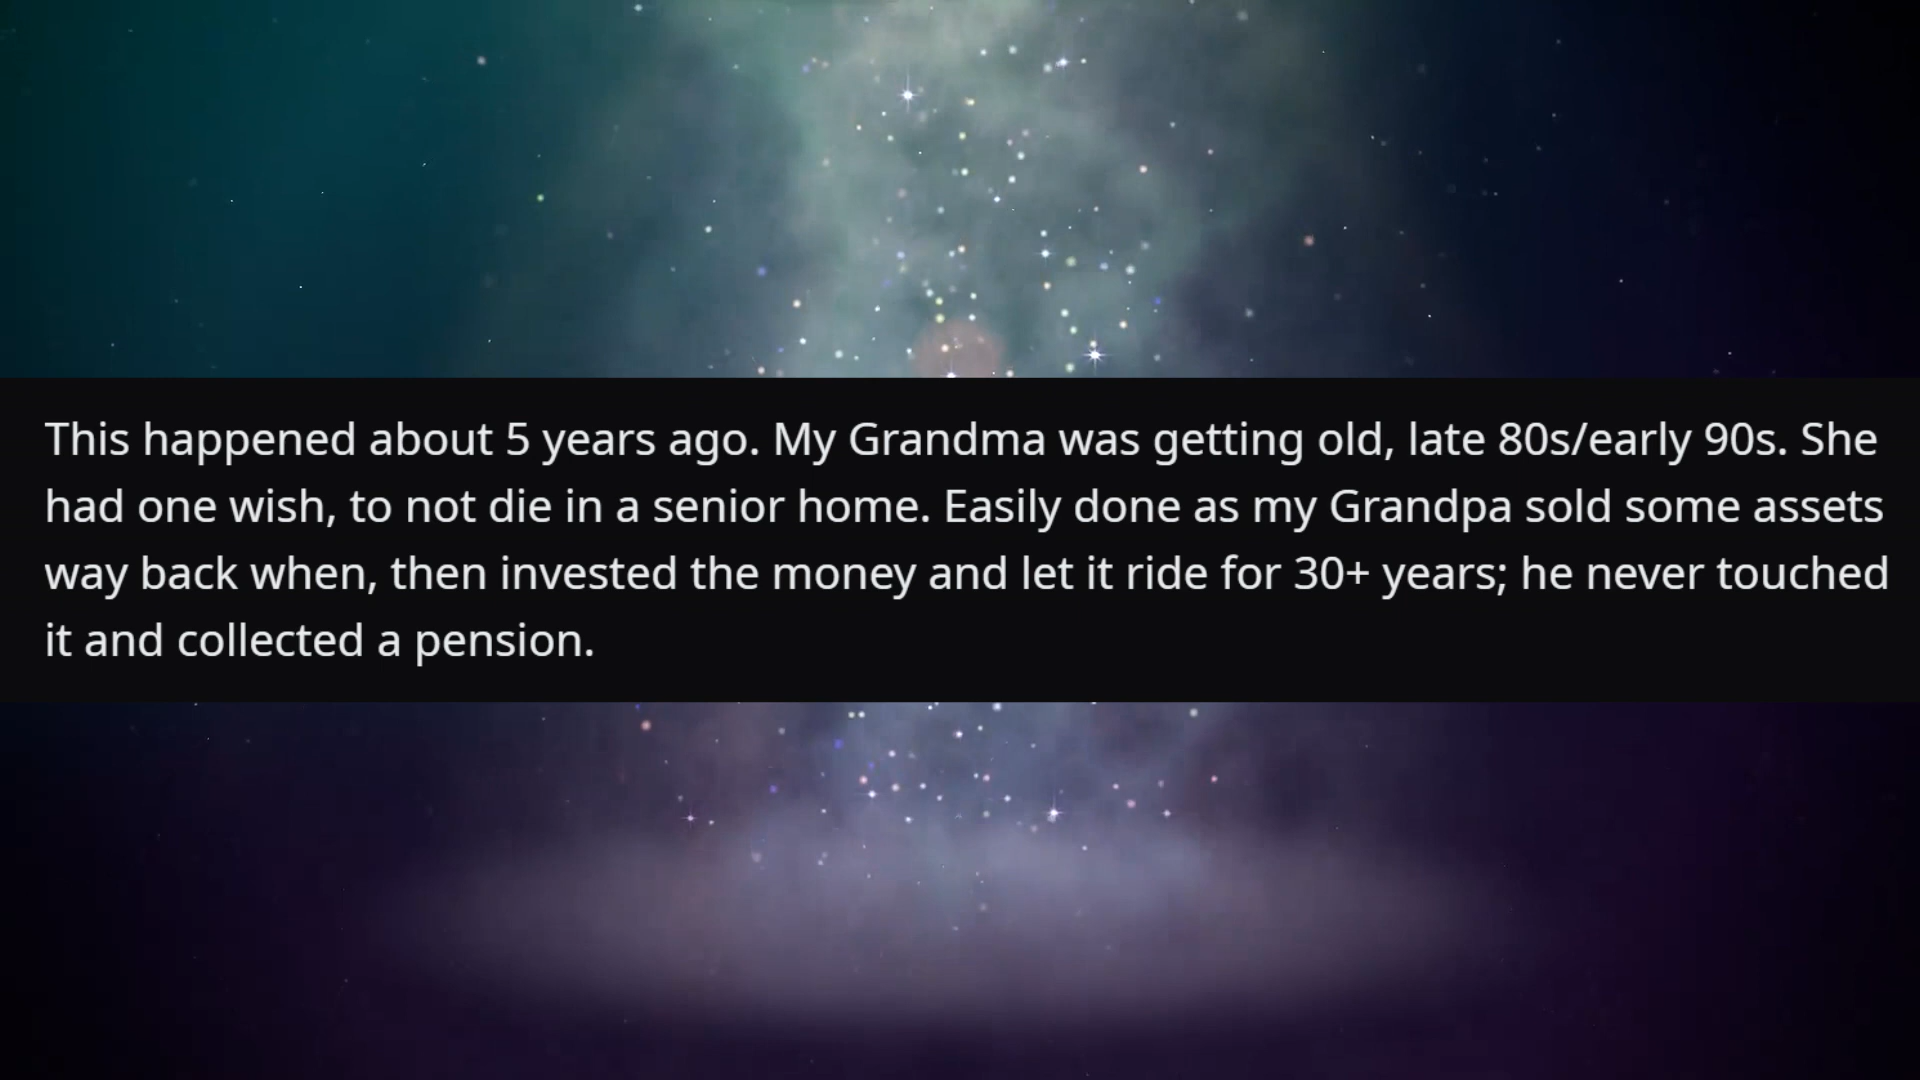 This happened about 5 years ago. My Grandma was getting old, late 80s/early 90s. She
had one wish, to not die in a senior home. Easily done as my Grandpa sold some assets
way back when, then invested the money and let it ride for 30+ years; he never touched
it and collected a pension.